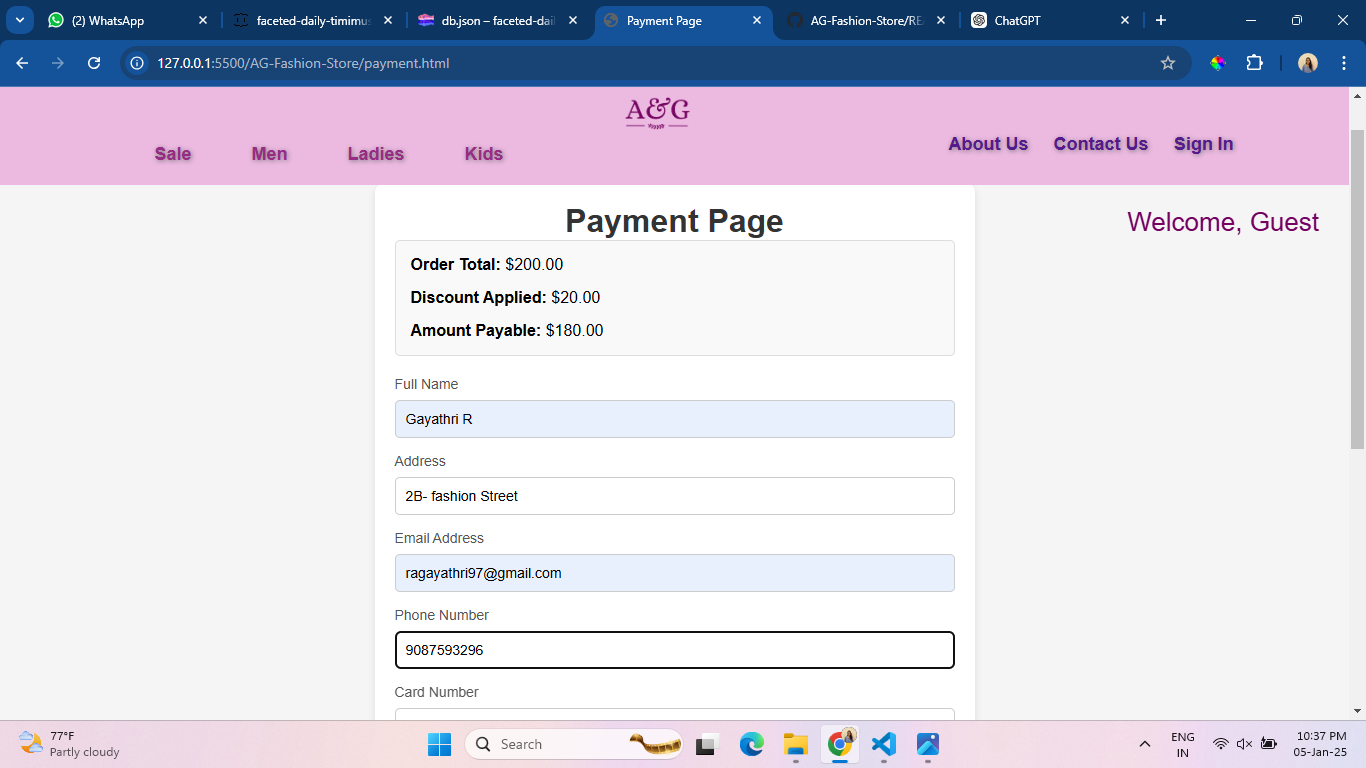 (2) WhatsApp
faceted-daily-timimus
db.json – faceted-dail
Payment Page
AG-Fashion-Store/REA
ChatGPT
127.0.0.1:5500/AG-Fashion-Store/payment.html
A&G
Sale
Men
Ladies
Kids
About Us
Contact Us
Sign In
Payment Page
Welcome, Guest
Order Total: $200.00
Discount Applied: $20.00
Amount Payable: $180.00
Full Name
Gayathri R
Address
2B- fashion Street
Email Address
ragayathri97@gmail.com
Phone Number
9087593296
Card Number
77°F
Partly cloudy
Search
ENG
IN
10:37 PM
05-Jan-25